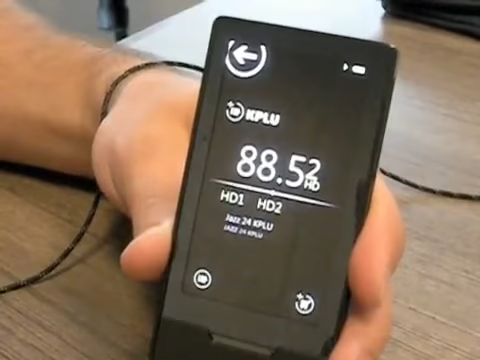 KPLU
88.5 2 HD
HD1 HD2
Jazz 24 KPLU
JAZZ 24 KPLU